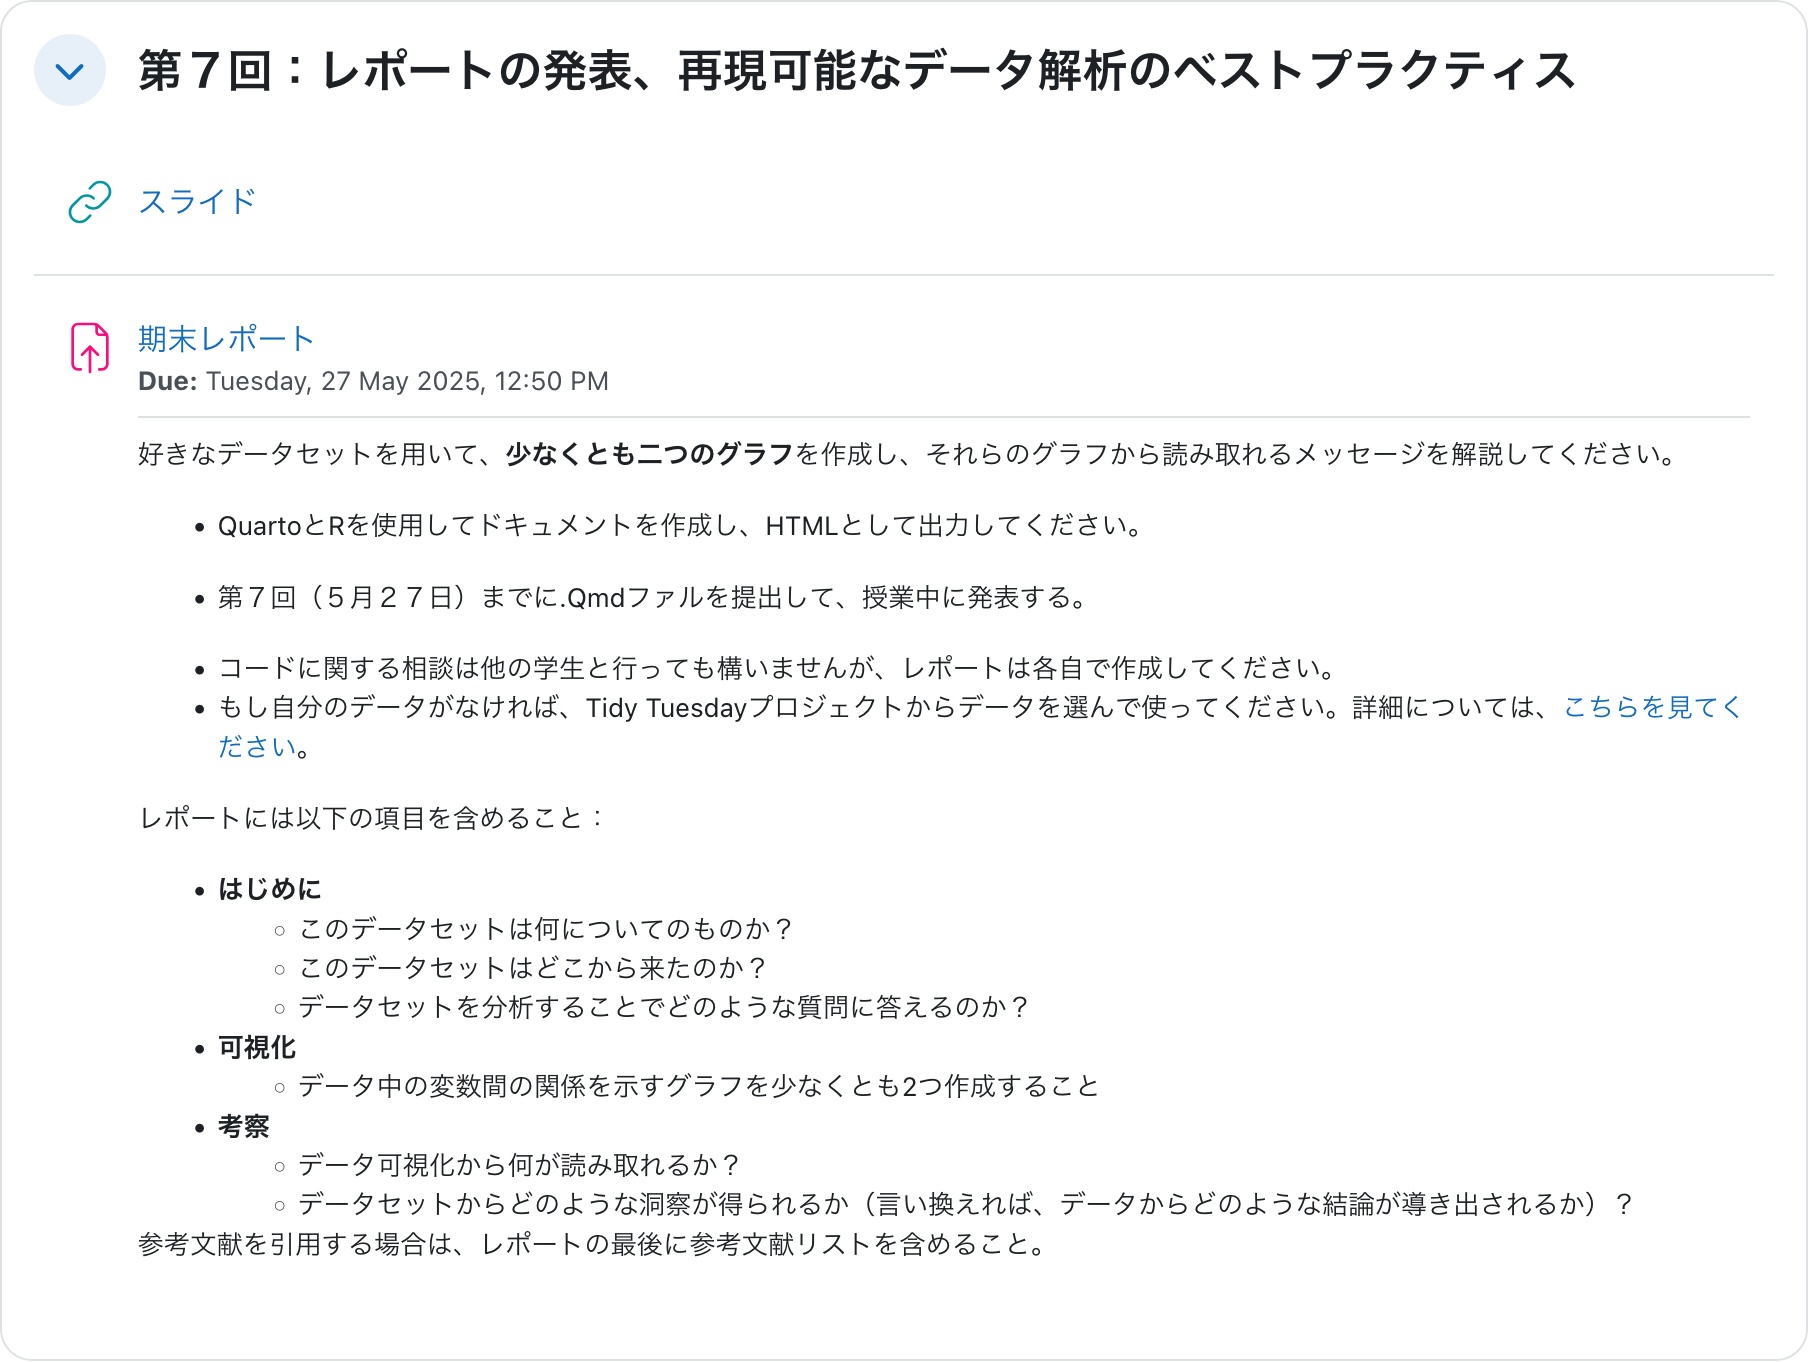 第７回：レポートの発表、再現可能なデータ解析のベストプラクティス
スライド
期末レポート
Due: Tuesday, 27 May 2025, 12:50 PM
好きなデータセットを用いて、少なくとも二つのグラフを作成し、それらのグラフから読み取れるメッセージを解説してください。
• QuartoとRを使用してドキュメントを作成し、HTMLとして出力してください。
• 第７回（５月２７日）までに.Qmdファルを提出して、授業中に発表する。
• コードに関する相談は他の学生と行っても構いませんが、レポートは各自で作成してください。
• もし自分のデータがなければ、Tidy Tuesdayプロジェクトからデータを選んで使ってください。詳細については、こちらを見てく
ださい。
レポートには以下の項目を含めること：
• はじめに
○ このデータセットは何についてのものか？
○ このデータセットはどこから来たのか？
○ データセットを分析することでどのような質問に答えるのか？
• 可視化
○ データ中の変数間の関係を示すグラフを少なくとも2つ作成すること
• 考察
○ データ可視化から何が読み取れるか？
○ データセットからどのような洞察が得られるか（言い換えれば、データからどのような結論が導き出されるか）？
参考文献を引用する場合は、レポートの最後に参考文献リストを含めること。